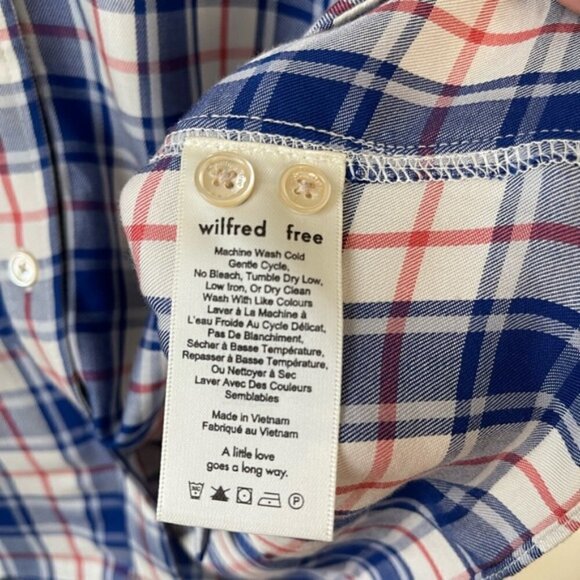 wilfred free
Machine Wash Cold
Gentle Cycle,
No Bleach, Tumble Dry Low,
Low Iron, Or Dry Clean
Wash With Like Colours
Laver à La Machine à
L'eau Froide Au Cycle Délicat,
Pas De Blanchiment,
Sécher à Basse Température,
Repasser à Basse Température,
Ou Nettoyer à Sec
Laver Avec Des Couleurs
Semblables
Made in Vietnam
Fabriqué au Vietnam
A little love
goes a long way.
P